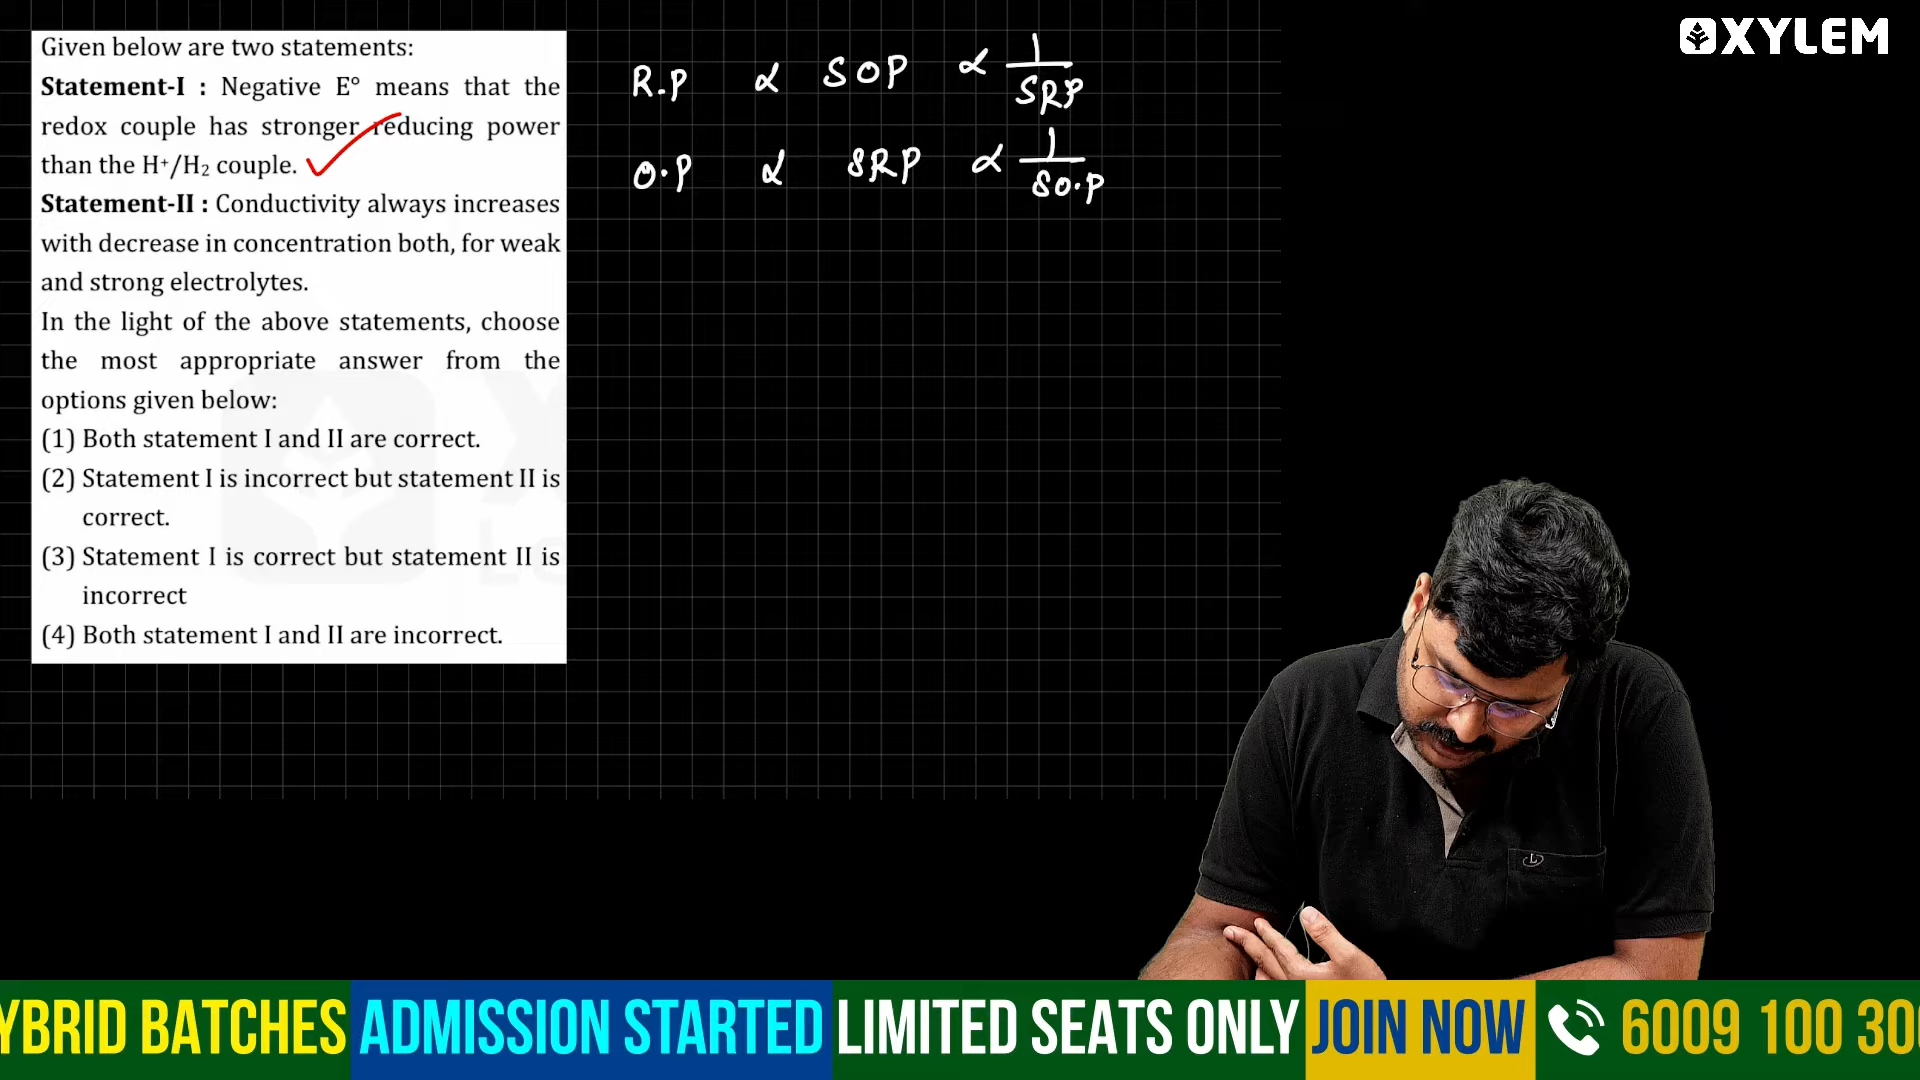 XYLEM
Given below are two statements:
Statement-I : Negative E° means that the
redox couple has stronger reducing power
than the H⁺/H₂ couple.
Statement-II : Conductivity always increases
with decrease in concentration both, for weak
and strong electrolytes.
In the light of the above statements, choose
the most appropriate answer from the
options given below:
(1) Both statement I and II are correct.
(2) Statement I is incorrect but statement II is
correct.
(3) Statement I is correct but statement II is
incorrect
(4) Both statement I and II are incorrect.
R.P ∝ SOP ∝ 1/SRP
O.P ∝ SRP ∝ 1/SO.P
YBRID BATCHES ADMISSION STARTED LIMITED SEATS ONLY JOIN NOW 6009 100 300